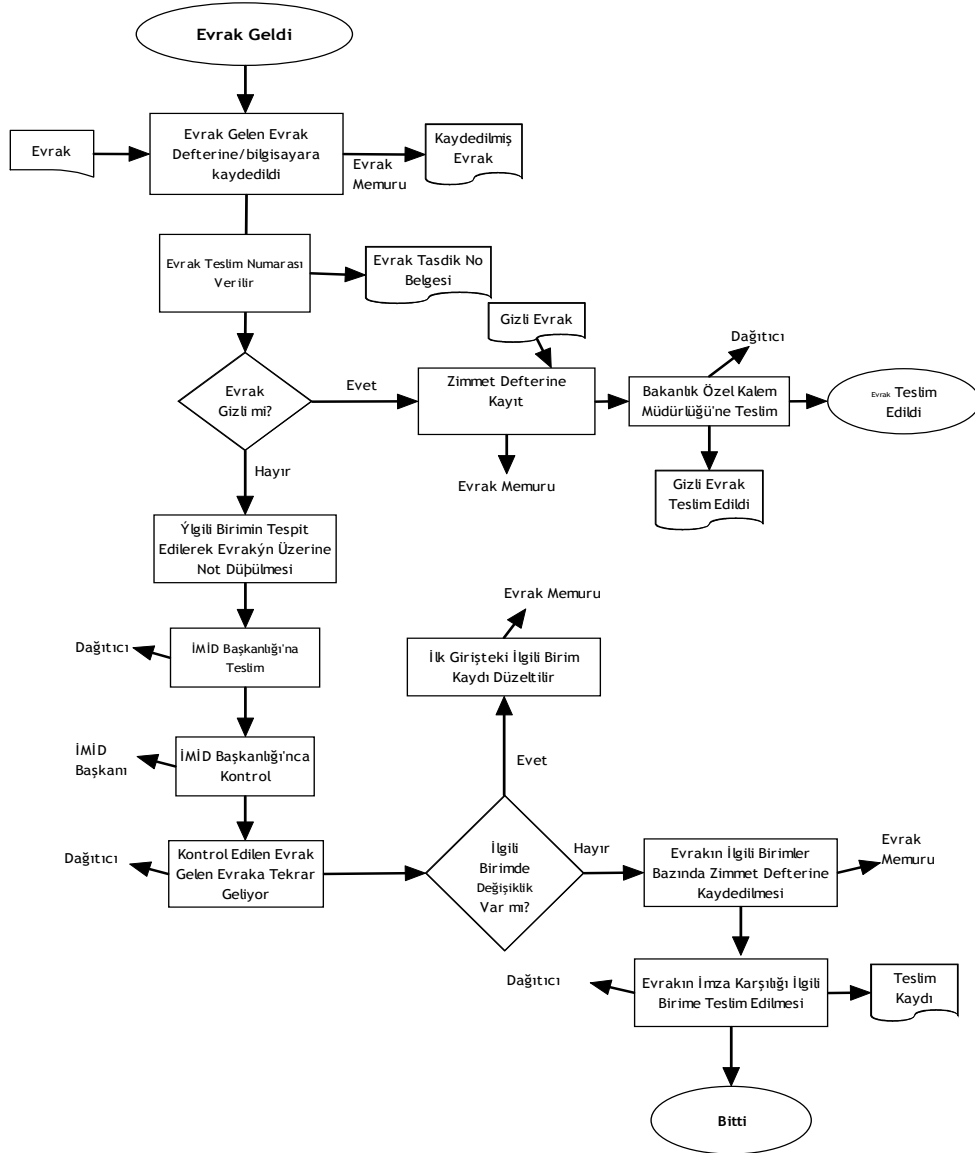 Evrak Geldi
Evrak
Evrak Gelen Evrak
Defterine/bilgisayara
kaydedildi
Evrak
Memuru
Kaydedilmiş
Evrak
Evrak Teslim Numarası
Verilir
Evrak Tasdik No
Belgesi
Gizli Evrak
Evrak
Gizli mi?
Evet
Zimmet Defterine
Kayıt
Evrak Memuru
Dağıtıcı
Bakanlık Özel Kalem
Müdürlüğü'ne Teslim
Evrak Teslim
Edildi
Gizli Evrak
Teslim Edildi
Hayır
Ýlgili Birimin Tespit
Edilerek Evrakýn Üzerine
Not Düþülmesi
Dağıtıcı
İMİD Başkanlığı'na
Teslim
İMİD
Başkanı
İMİD Başkanlığı'nca
Kontrol
Dağıtıcı
Kontrol Edilen Evrak
Gelen Evraka Tekrar
Geliyor
Evrak Memuru
İlk Girişteki İlgili Birim
Kaydı Düzeltilir
Evet
İlgili
Birimde
Değişiklik
Var mı?
Hayır
Evrakın İlgili Birimler
Bazında Zimmet Defterine
Kaydedilmesi
Evrak
Memuru
Dağıtıcı
Evrakın İmza Karşılığı İlgili
Birime Teslim Edilmesi
Teslim
Kaydı
Bitti